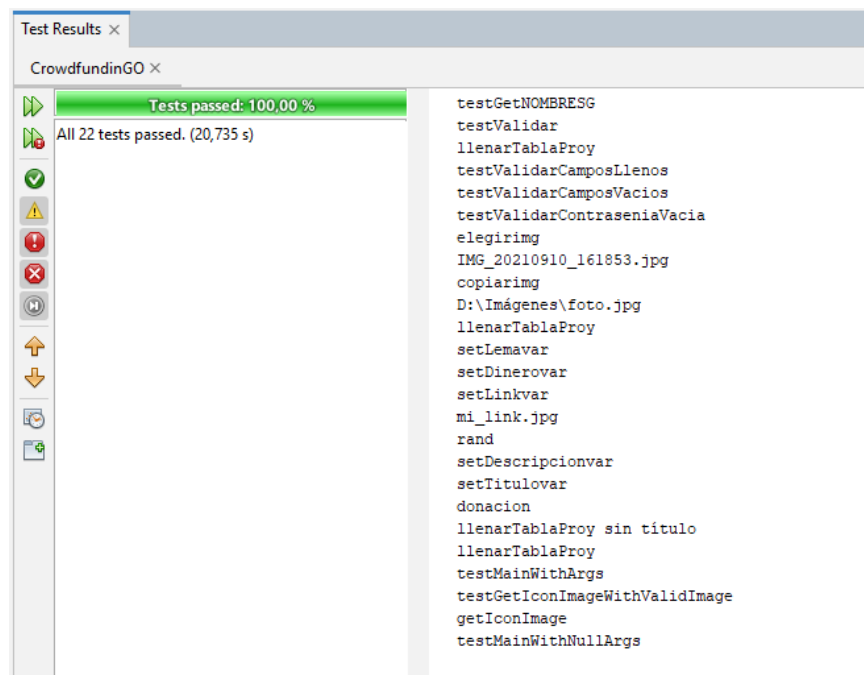 Test Results
CrowdfundinGO
Tests passed: 100,00 %
All 22 tests passed. (20,735 s)
testGetNOMBRESG
testValidar
llenarTablaProy
testValidarCamposLlenos
testValidarCamposVacios
testValidarContraseniaVacia
elegirimg
IMG_20210910_161853.jpg
copiarimg
D:\Imágenes\foto.jpg
llenarTablaProy
setLemavar
setDinerovar
setLinkvar
mi_link.jpg
rand
setDescripcionvar
setTitulovar
donacion
llenarTablaProy sin título
llenarTablaProy
testMainWithArgs
testGetIconImageWithValidImage
getIconImage
testMainWithNullArgs